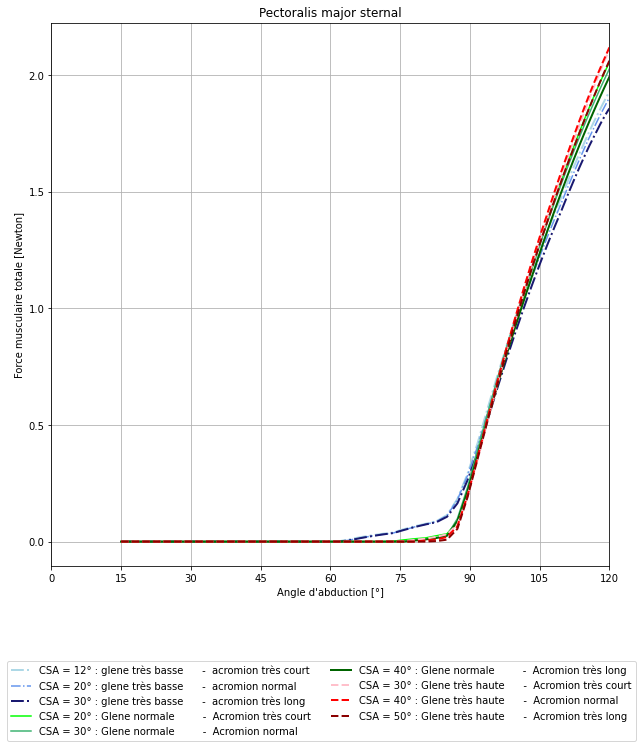 Pectoralis major sternal
Force musculaire totale [Newton]
2.0
1.5
1.0
0.5
0.0
0 15 30 45 60 75 90 105 120
Angle d'abduction [°]
CSA = 12° : glene très basse - acromion très court
CSA = 20° : glene très basse - acromion normal
CSA = 30° : glene très basse - acromion très long
CSA = 20° : Glene normale - Acromion très court
CSA = 30° : Glene normale - Acromion normal
CSA = 40° : Glene normale - Acromion très long
CSA = 30° : Glene très haute - Acromion très court
CSA = 40° : Glene très haute - Acromion normal
CSA = 50° : Glene très haute - Acromion très long